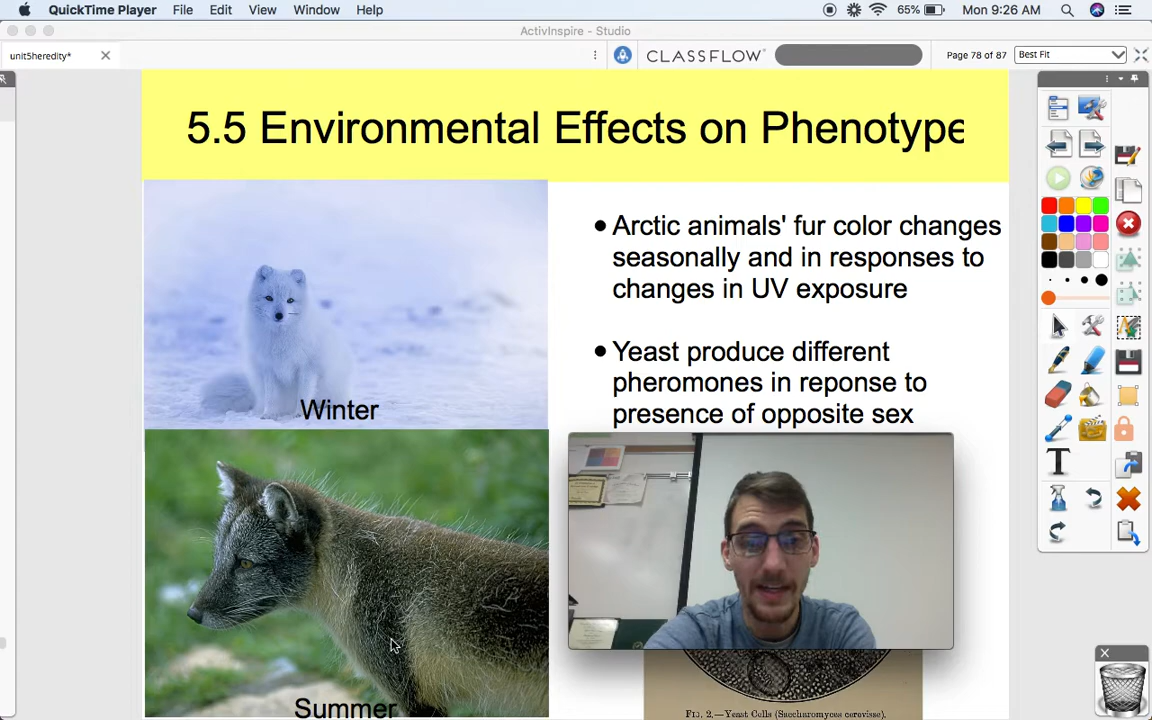 QuickTime Player File Edit View Window Help 65% Mon 9:26 AM
ActivInspire - Studio
unit5heredity* CLASSFLOW Page 78 of 87 Best Fit
5.5 Environmental Effects on Phenotype
Winter
Summer
• Arctic animals' fur color changes
seasonally and in responses to
changes in UV exposure
• Yeast produce different
pheromones in reponse to
presence of opposite sex
FIG. 2.—Yeast Cells (Saccharomyces cerevisse).
T